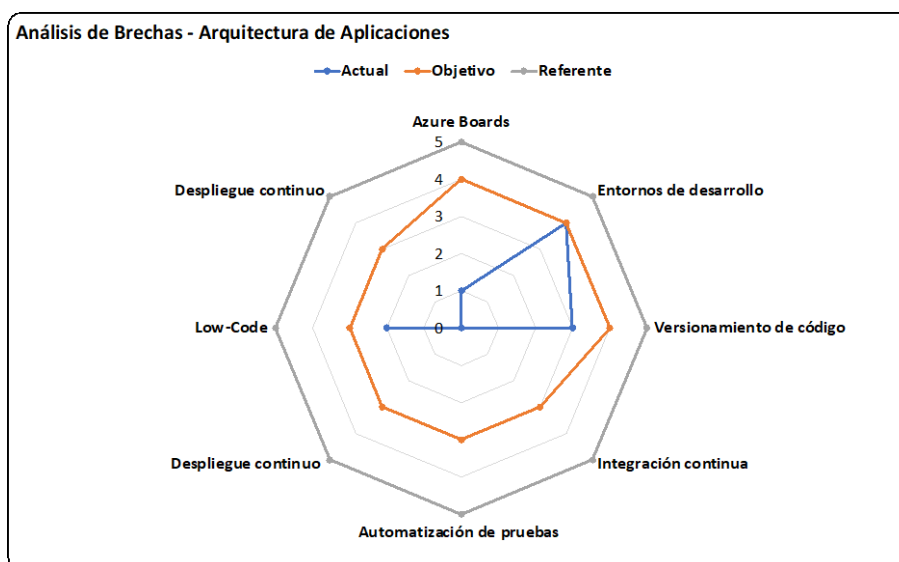 Análisis de Brechas - Arquitectura de Aplicaciones
Actual Objetivo Referente
Azure Boards
5
Despliegue continuo
Entornos de desarrollo
4
3
2
1
Low-Code
0
Versionamiento de código
Despliegue continuo
Integración continua
Automatización de pruebas